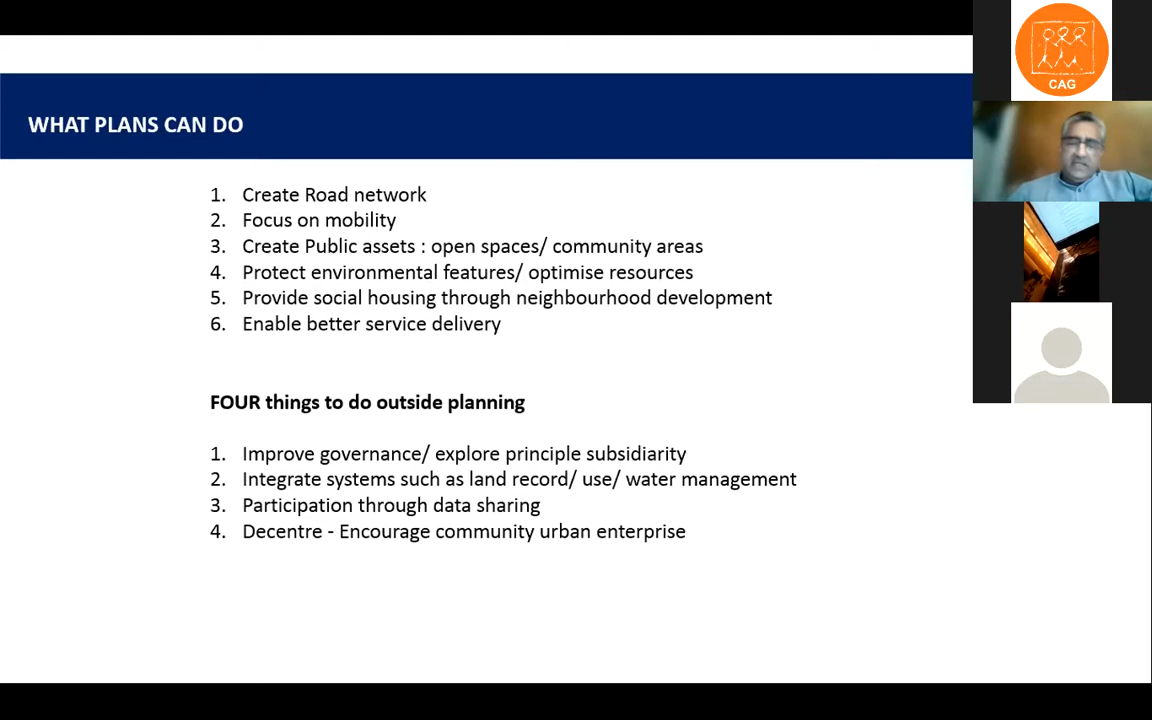 WHAT PLANS CAN DO
1. Create Road network
2. Focus on mobility
3. Create Public assets : open spaces/ community areas
4. Protect environmental features/ optimise resources
5. Provide social housing through neighbourhood development
6. Enable better service delivery
FOUR things to do outside planning
1. Improve governance/ explore principle subsidiarity
2. Integrate systems such as land record/ use/ water management
3. Participation through data sharing
4. Decentre - Encourage community urban enterprise
CAG